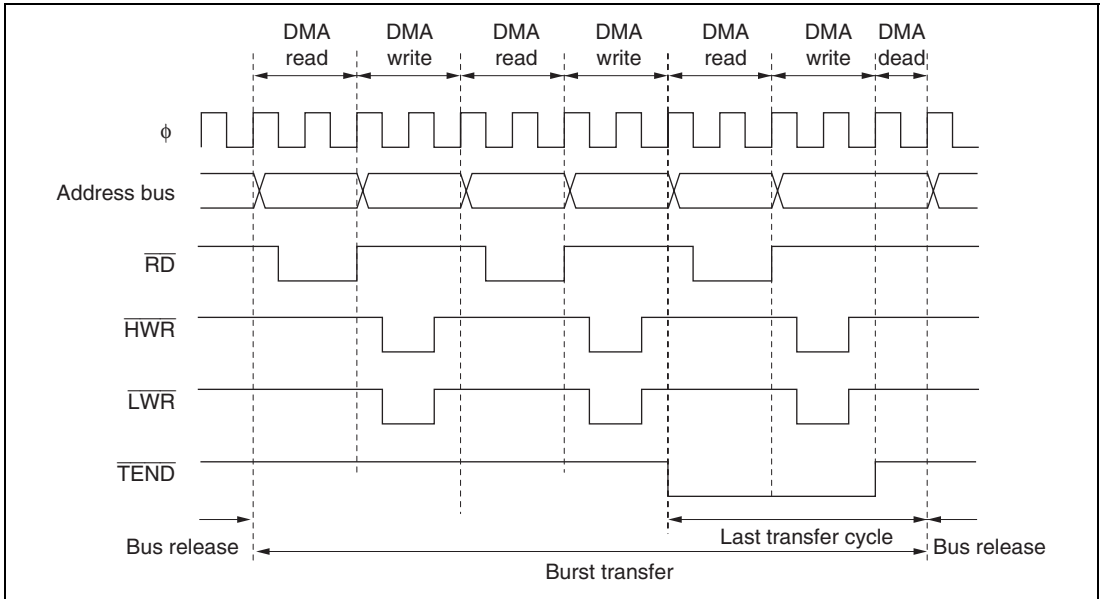 DMA read
DMA write
DMA read
DMA write
DMA read
DMA write
DMA dead
φ
Address bus
RD
HWR
LWR
TEND
Bus release
Last transfer cycle
Bus release
Burst transfer